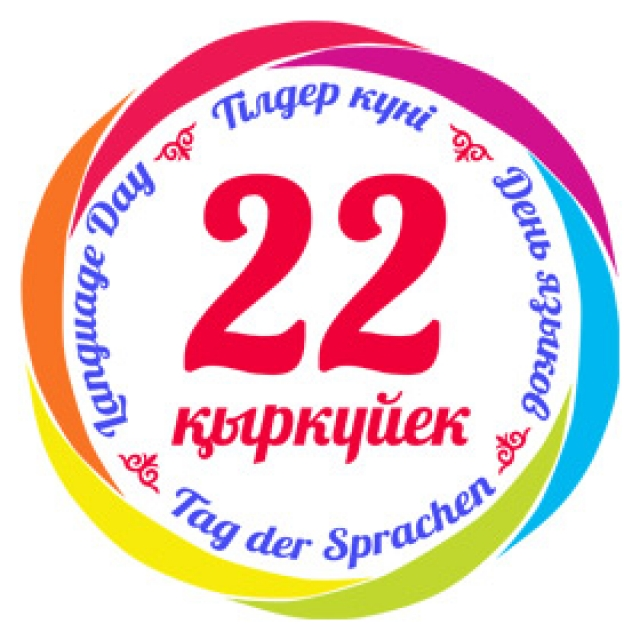 Тілдер күні
День языков
Language Day
22
қыркүйек
Tag der Sprachen